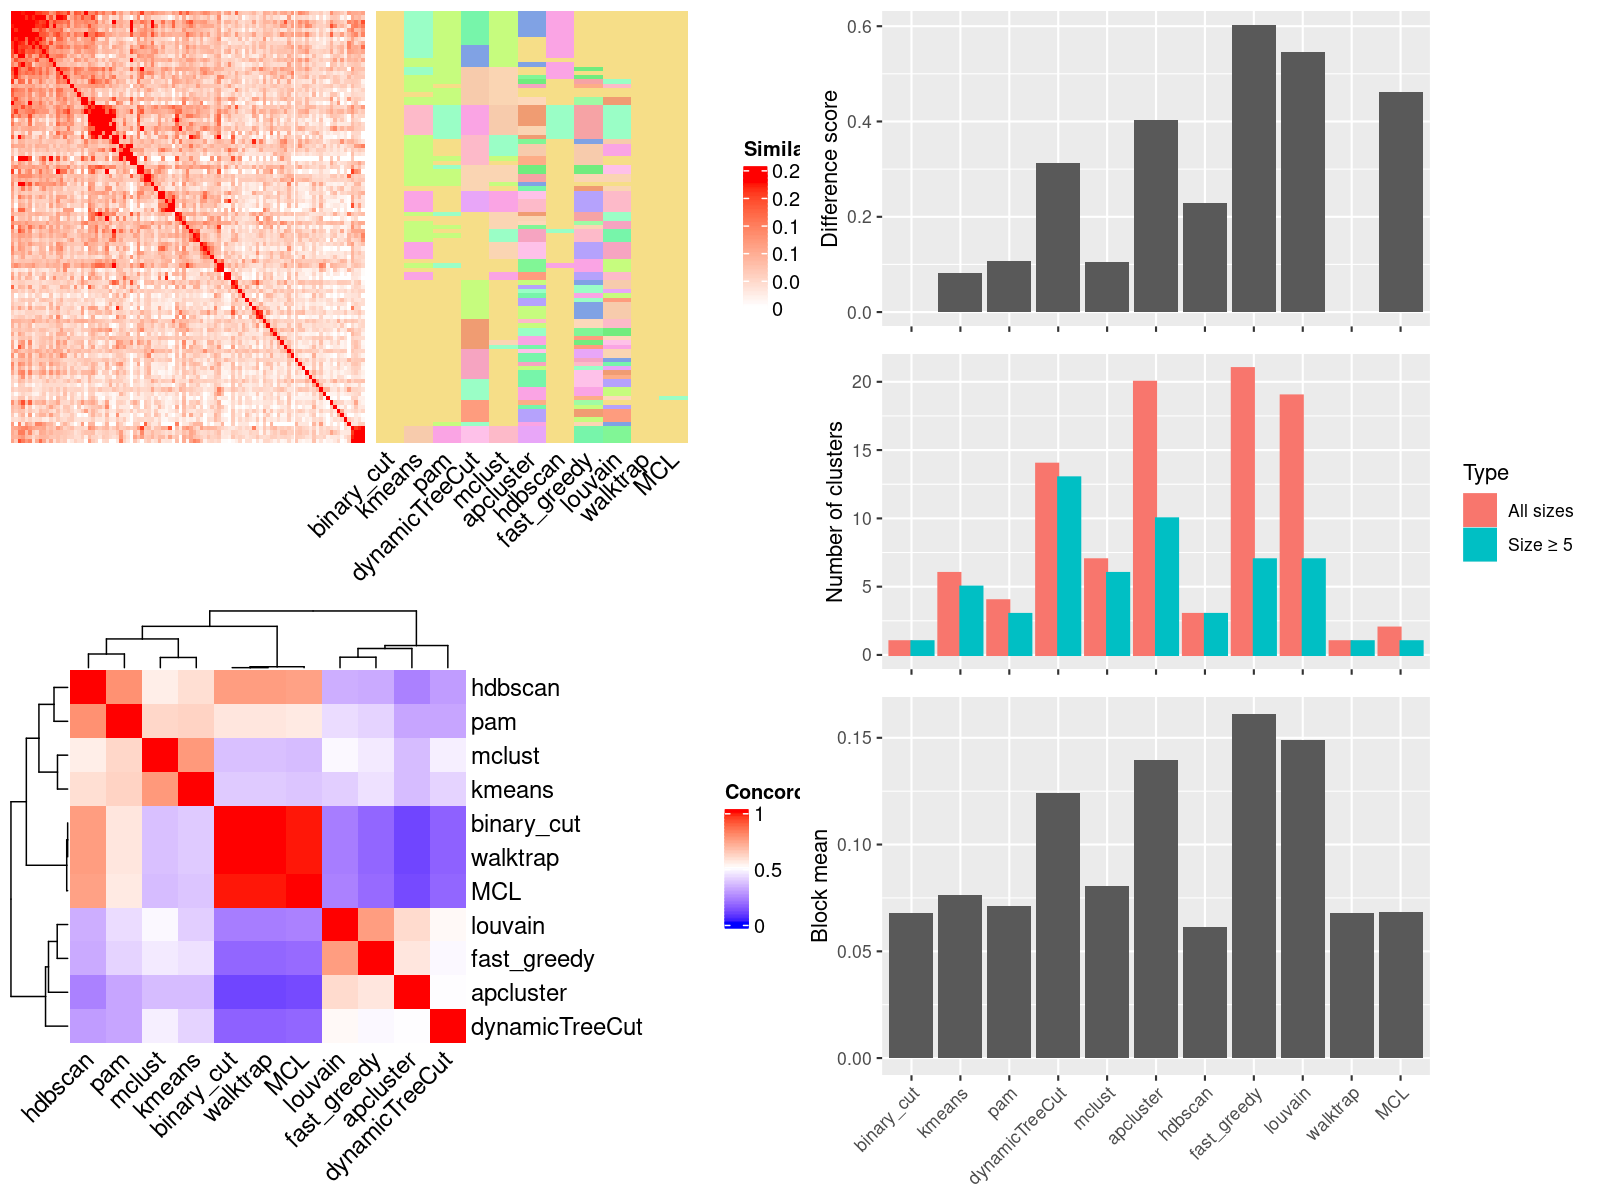 Simila
0.2
0.2
0.1
0.1
0.0
0
binary_cut
kmeans
pam
dynamicTreeCut
mclust
apcluster
hdbscan
fast_greedy
louvain
walktrap
MCL
hdbscan
pam
mclust
kmeans
binary_cut
walktrap
MCL
louvain
fast_greedy
apcluster
dynamicTreeCut
hdbscan
pam
mclust
kmeans
binary_cut
walktrap
MCL
louvain
fast_greedy
apcluster
dynamicTreeCut
Concord
1
0.5
0
Difference score
0.6
0.4
0.2
0.0
Number of clusters
20
15
10
5
0
Type
All sizes
Size ≥ 5
Block mean
0.15
0.10
0.05
0.00
binary_cut
kmeans
pam
dynamicTreeCut
mclust
apcluster
hdbscan
fast_greedy
louvain
walktrap
MCL